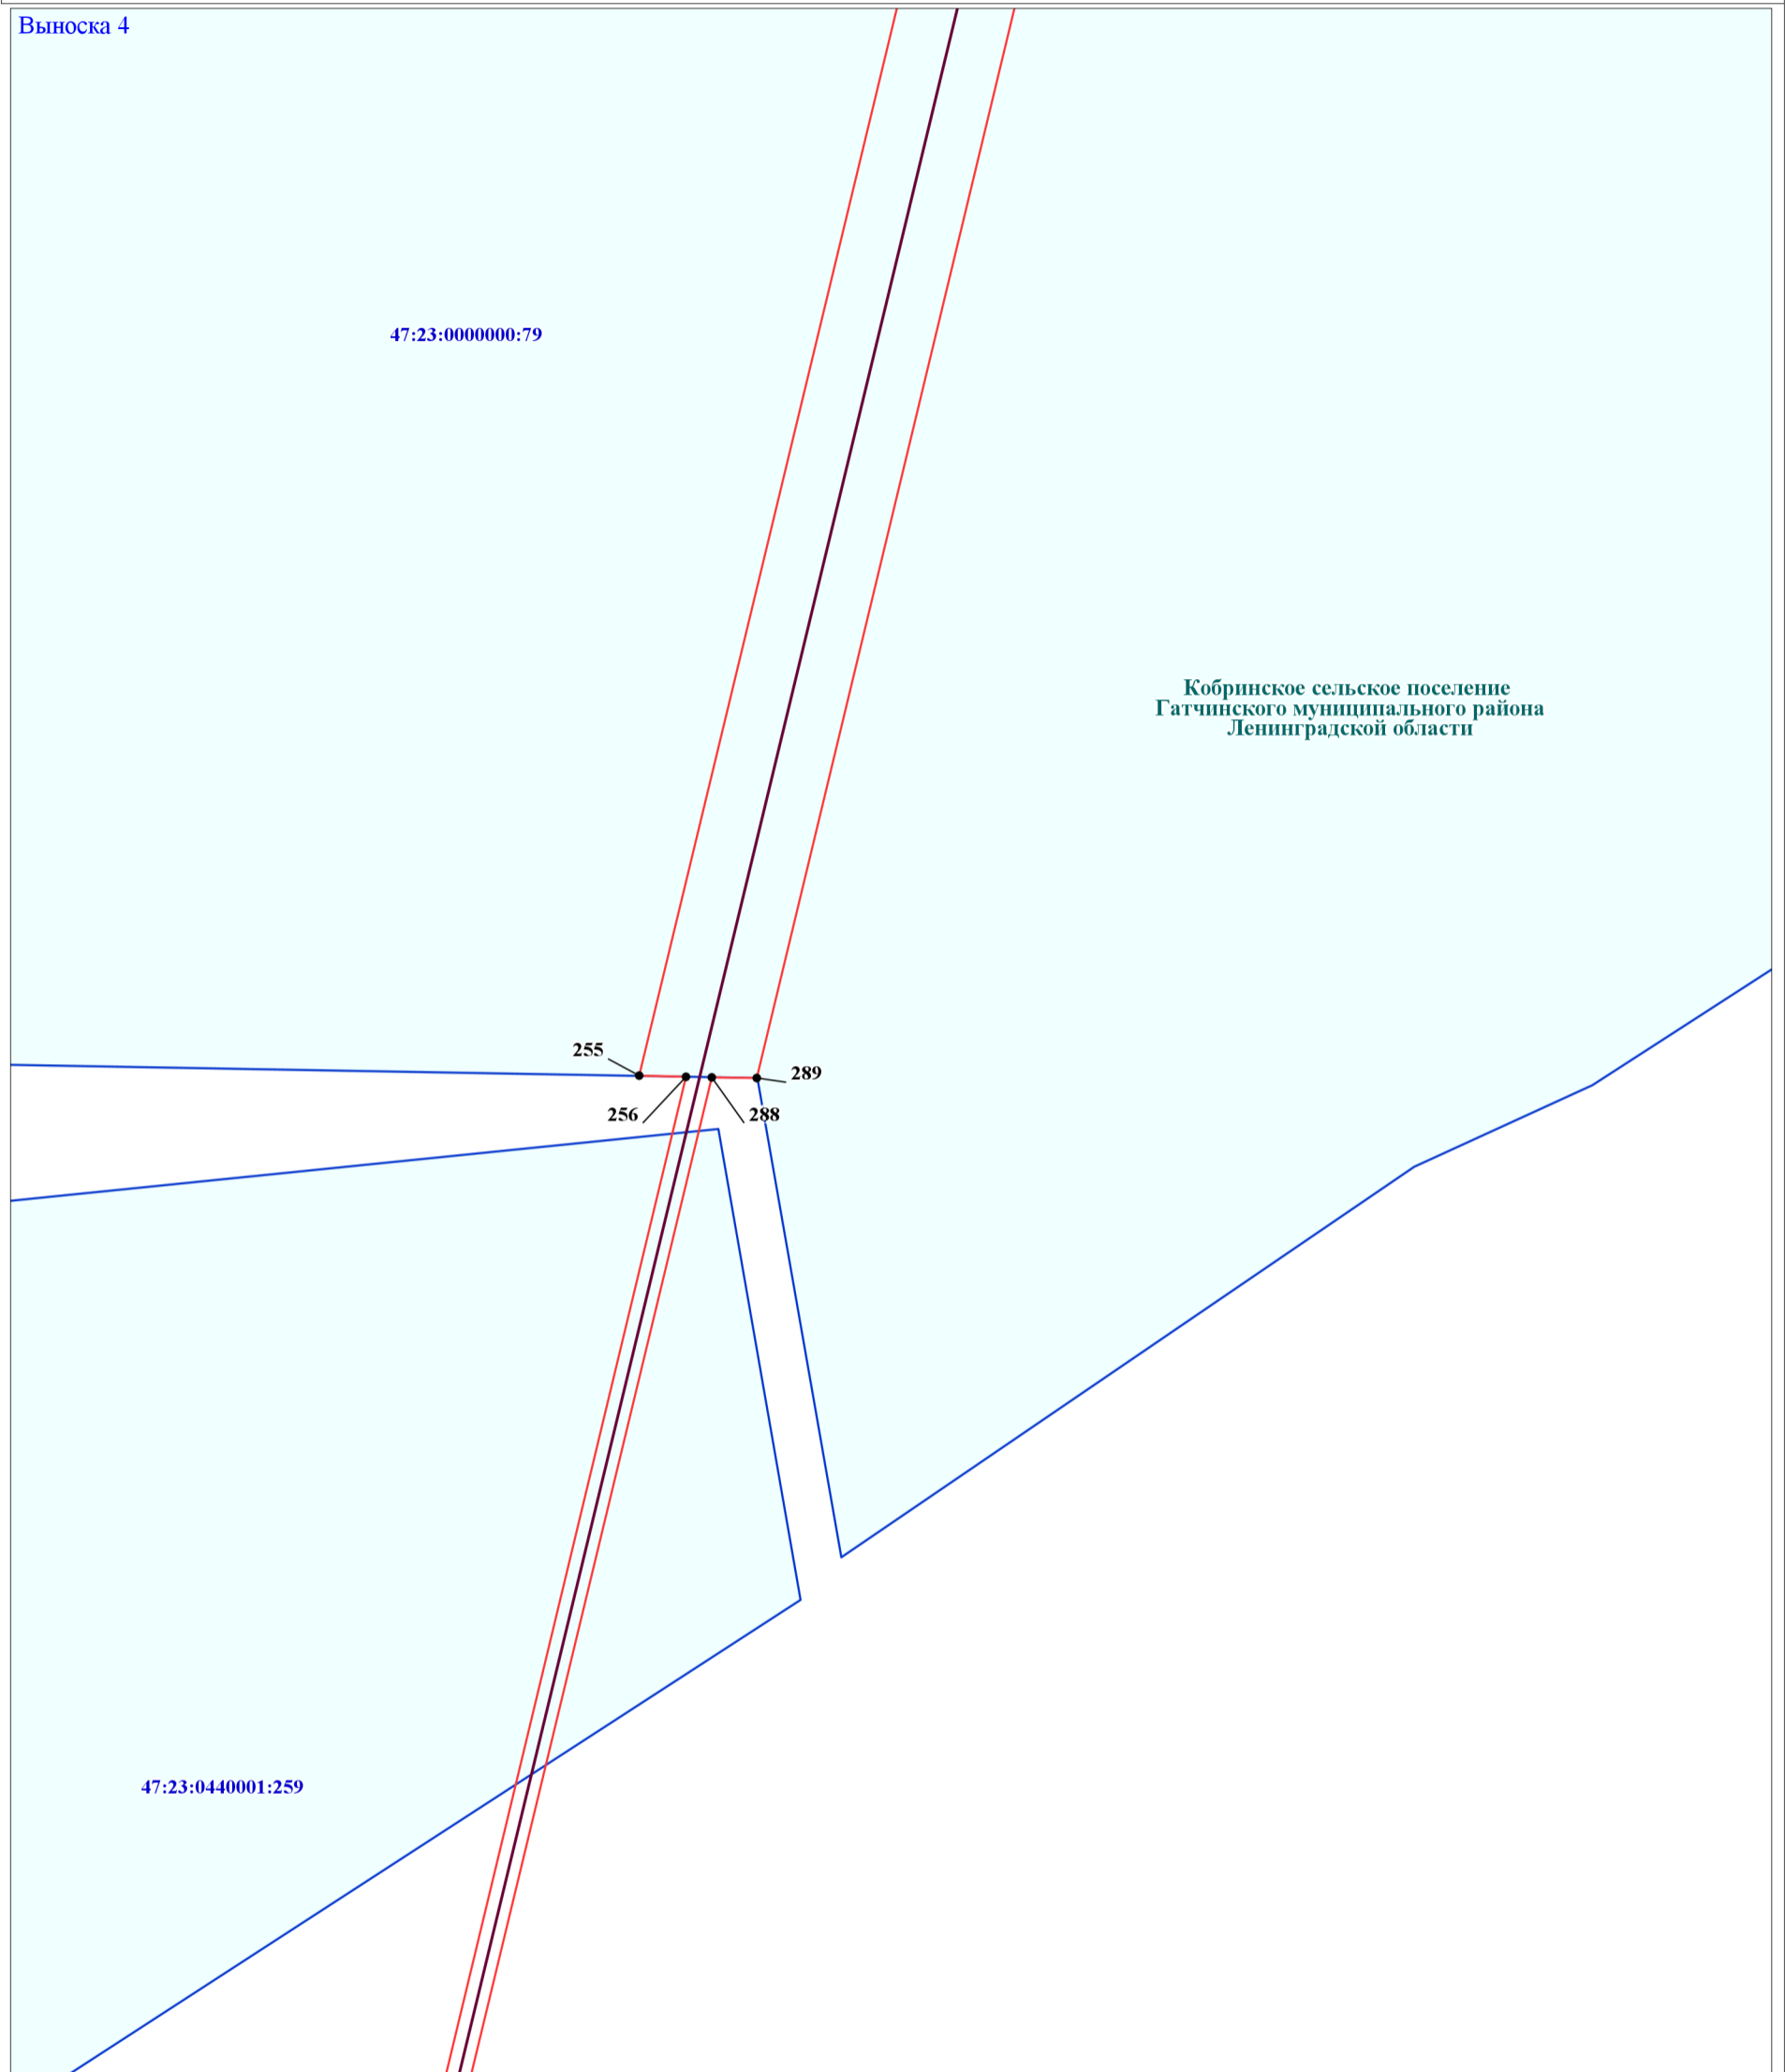 Выноска 4
47:23:0000000:79
Кобринское сельское поселение
Гатчинского муниципального района
Ленинградской области
255
289
256
288
47:23:0440001:259